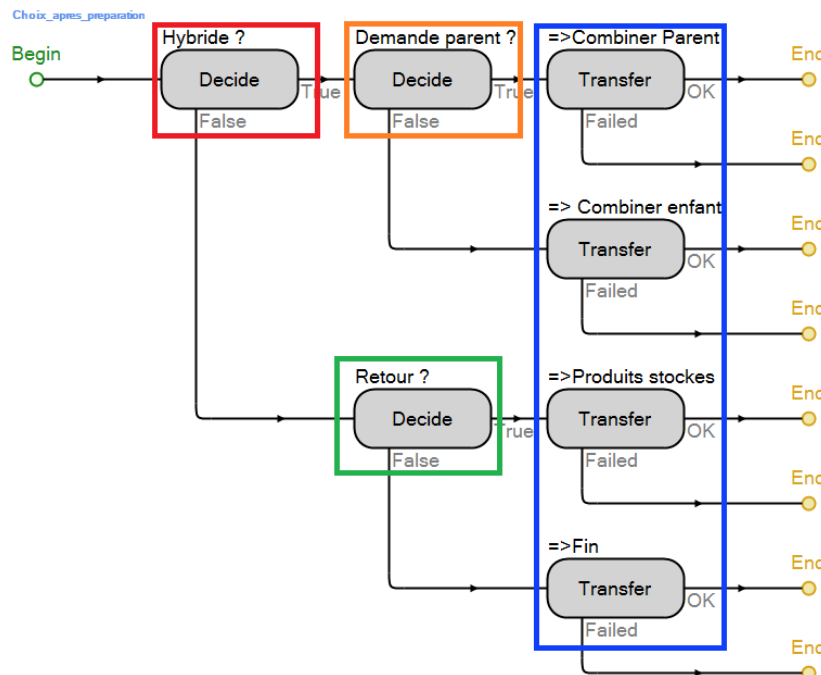 Choix_apres_preparation
Begin
Hybride ?
Decide
True
False
Demande parent ?
Decide
True
False
=>Combiner Parent
Transfer
OK
Failed
End
End
=> Combiner enfant
Transfer
OK
Failed
End
End
Retour ?
Decide
True
False
=>Produits stockes
Transfer
OK
Failed
End
End
=>Fin
Transfer
OK
Failed
End
End